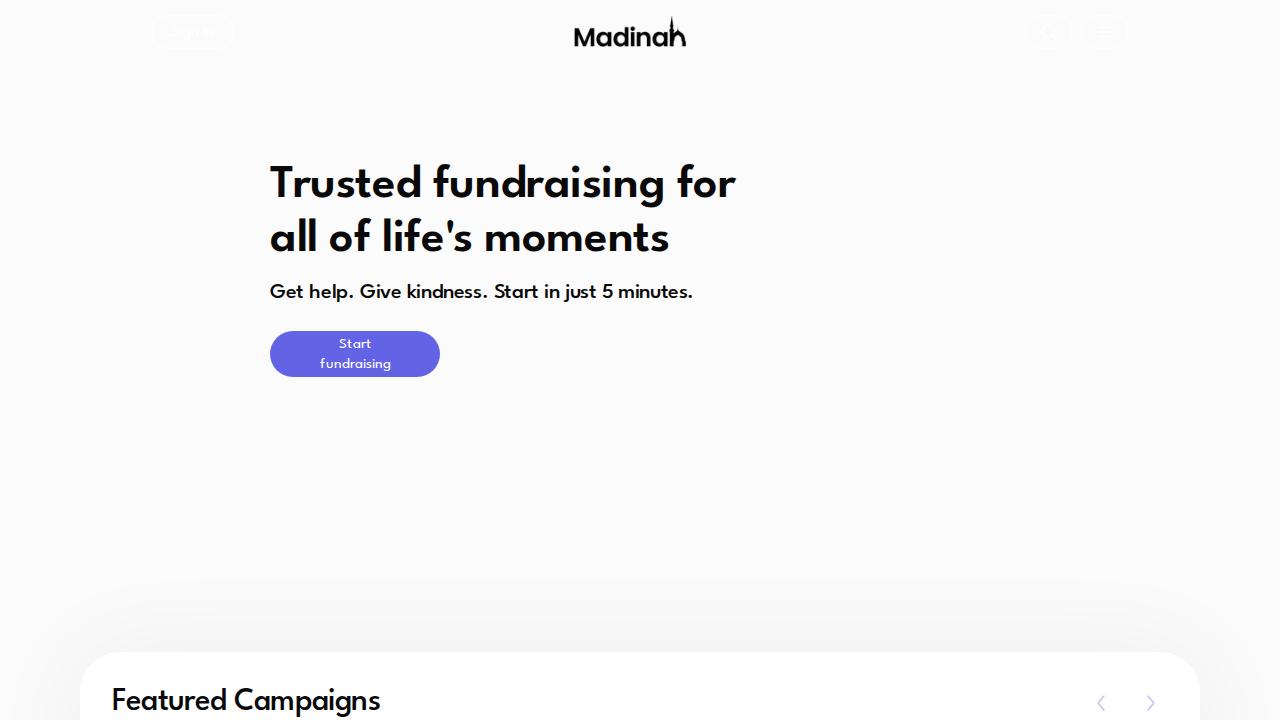 Sign in
Madinah
Trusted fundraising for
all of life's moments
Get help. Give kindness. Start in just 5 minutes.
Start
fundraising
Featured Campaigns